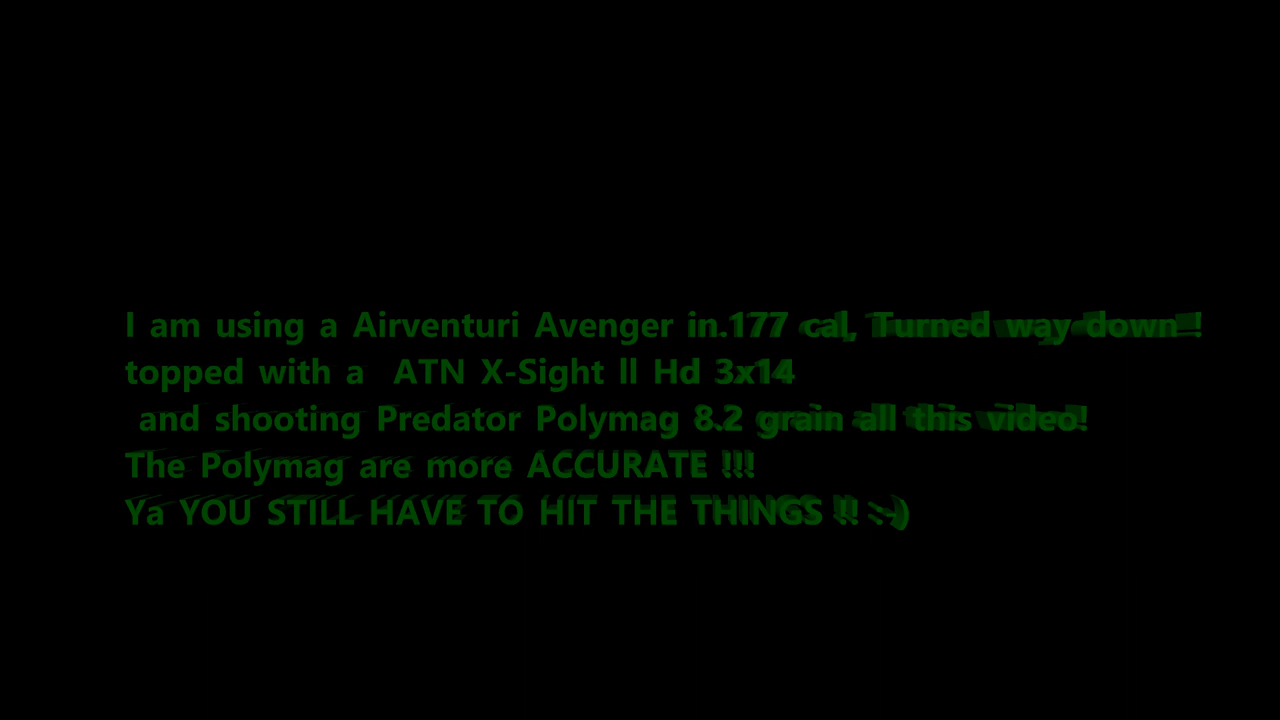 I am using a Airventuri Avenger in.177 cal, Turned way down !
topped with a ATN X-Sight ll Hd 3x14
and shooting Predator Polymag 8.2 grain all this video!
The Polymag are more ACCURATE !!!
Ya YOU STILL HAVE TO HIT THE THINGS !! :-)